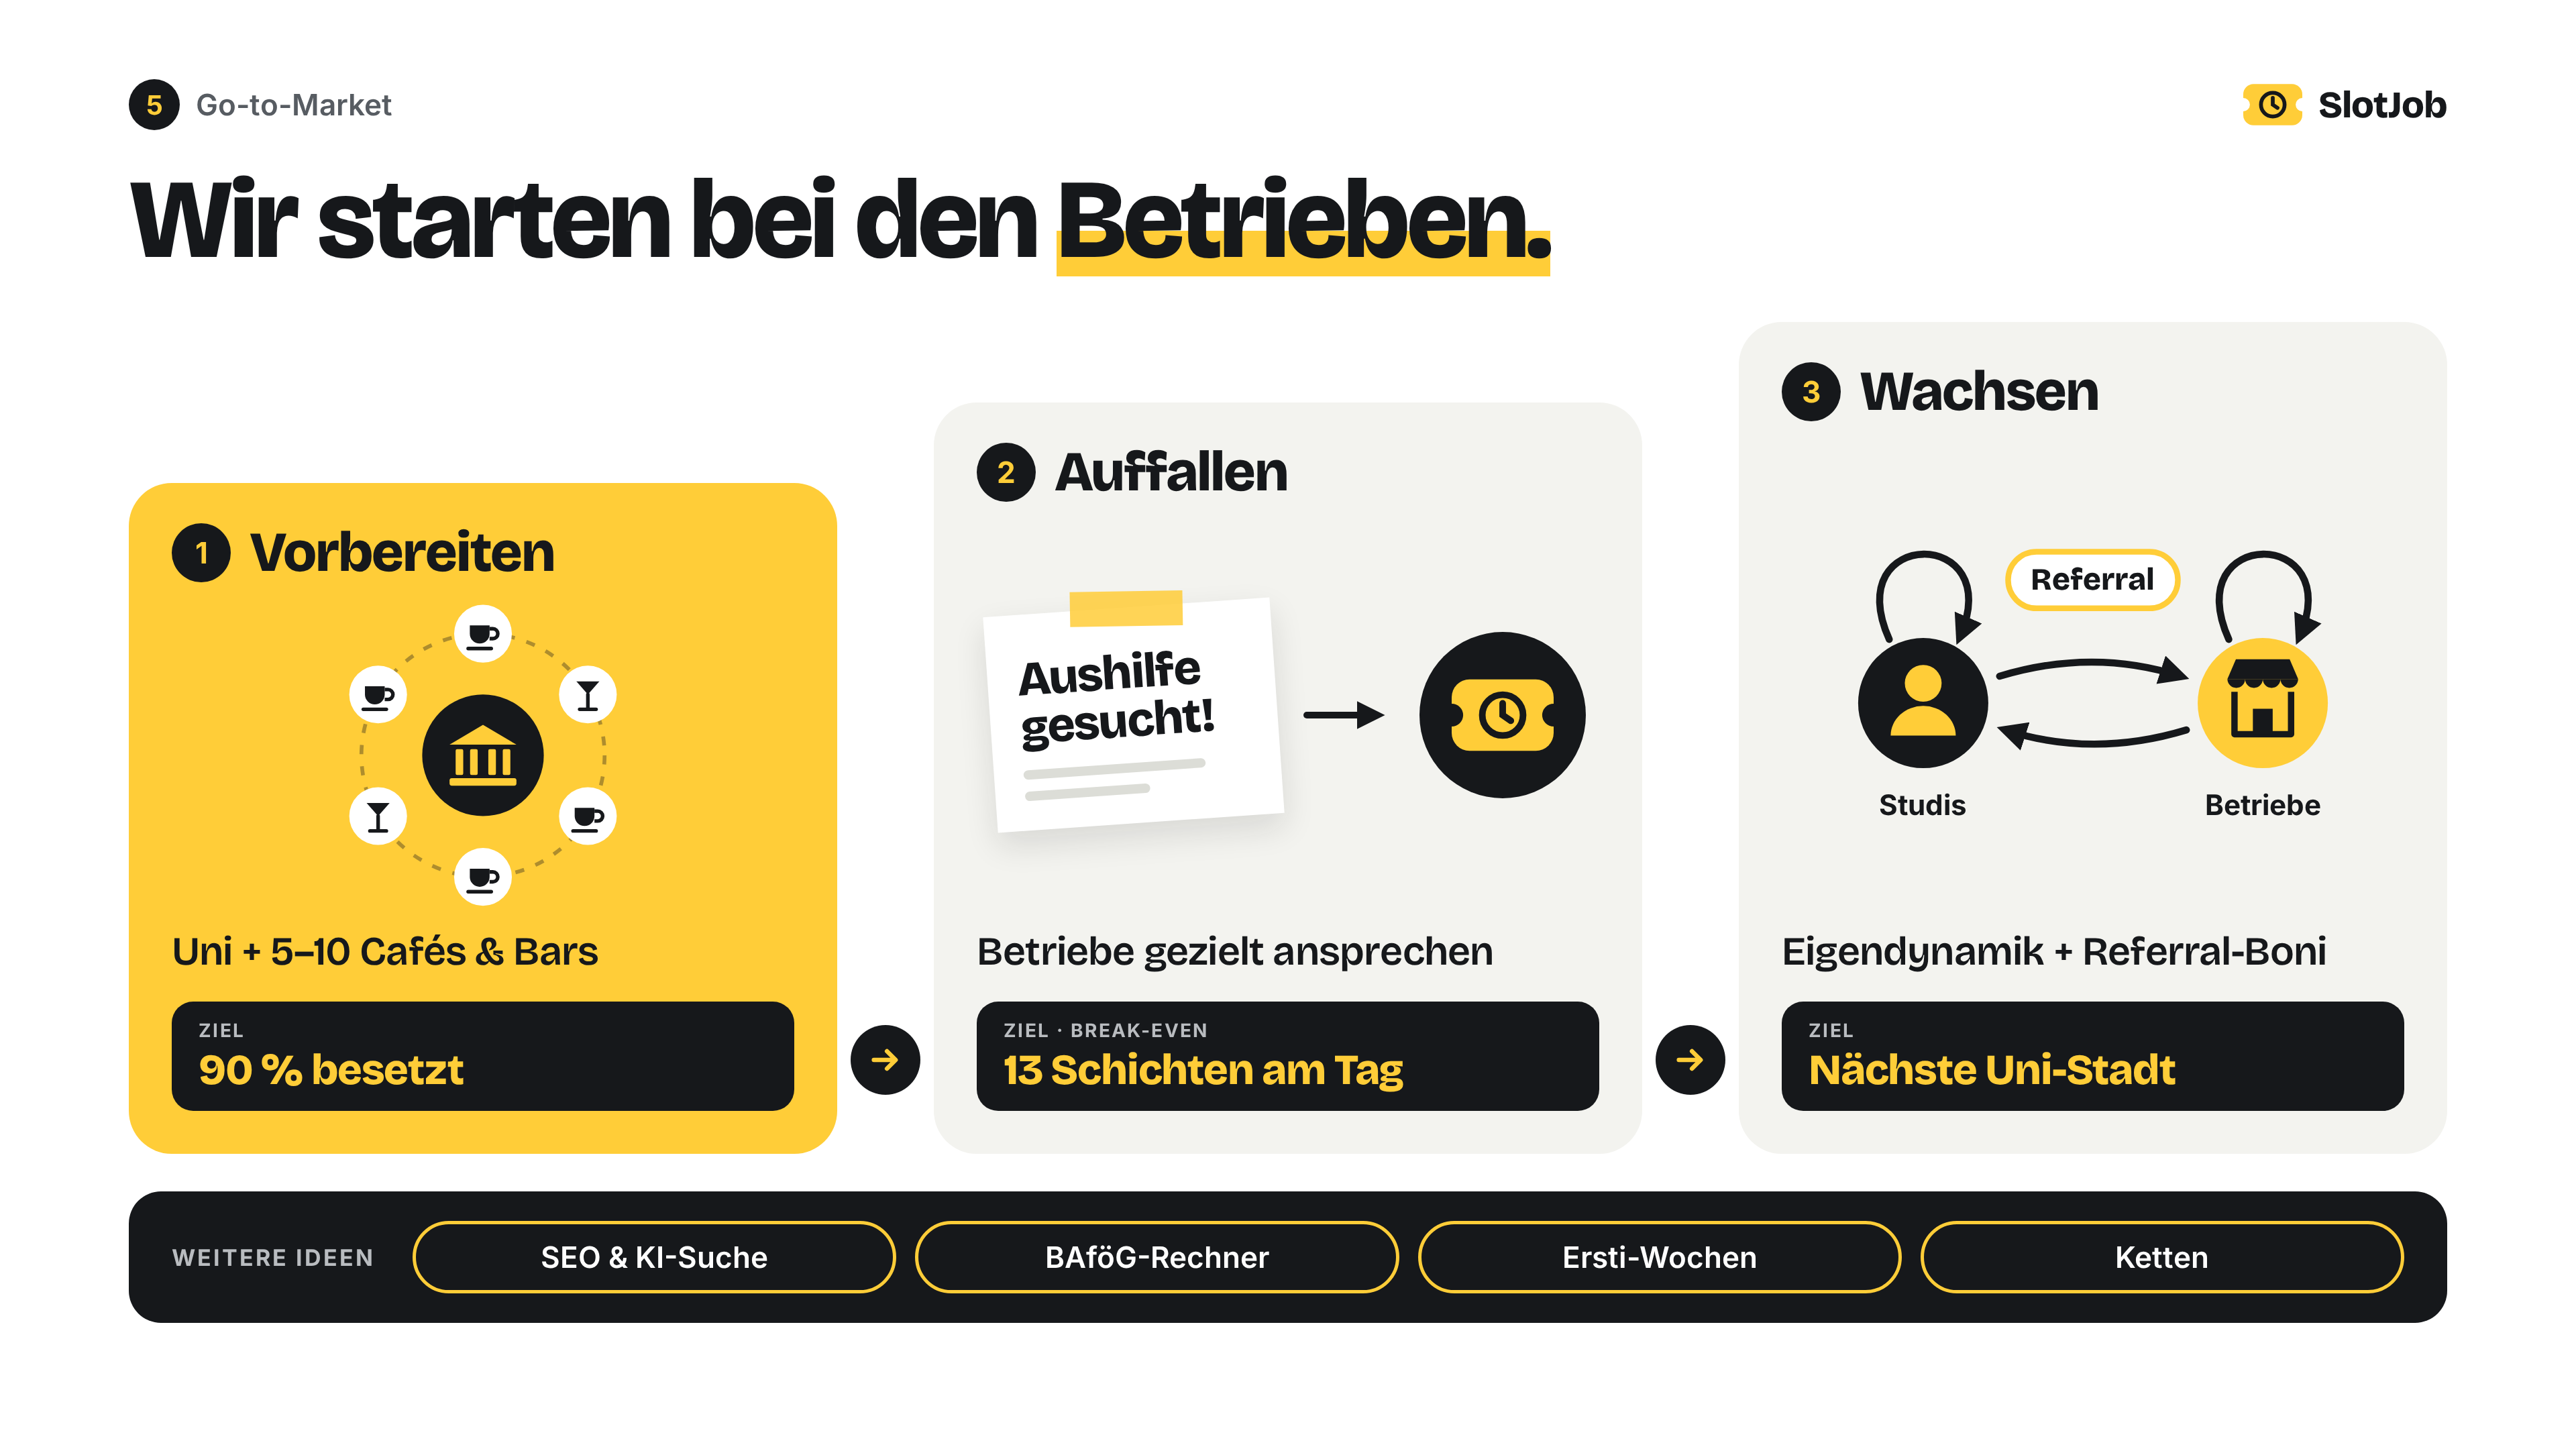 5 Go-to-Market
SlotJob
Wir starten bei den Betrieben.
1 Vorbereiten
Uni + 5–10 Cafés & Bars
ZIEL
90 % besetzt
2 Auffallen
Aushilfe
gesucht!
Betriebe gezielt ansprechen
ZIEL · BREAK-EVEN
13 Schichten am Tag
3 Wachsen
Referral
Studis
Betriebe
Eigendynamik + Referral-Boni
ZIEL
Nächste Uni-Stadt
WEITERE IDEEN
SEO & KI-Suche
BAföG-Rechner
Ersti-Wochen
Ketten